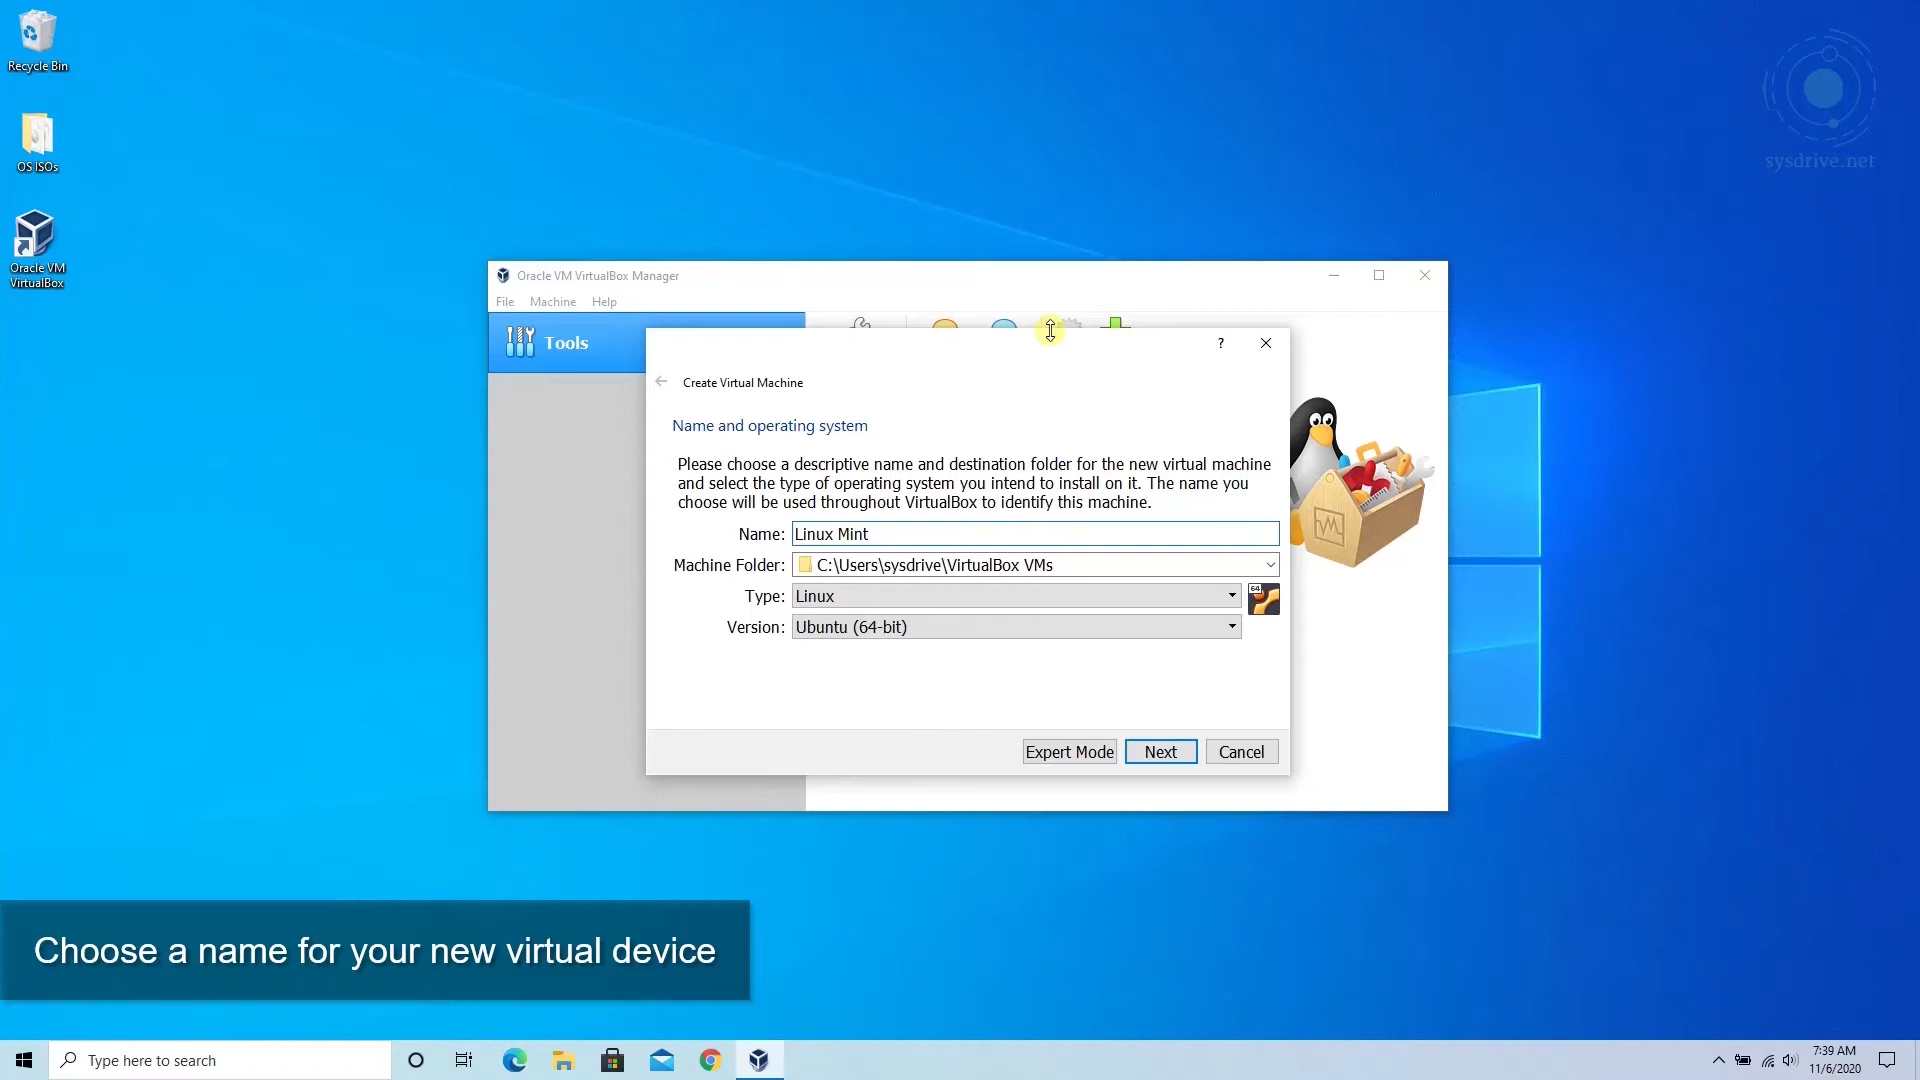 Recycle Bin
OS ISOs
Oracle VM
VirtualBox
sysdrive.net
Oracle VM VirtualBox Manager
File Machine Help
Tools
?
Create Virtual Machine
Name and operating system
Please choose a descriptive name and destination folder for the new virtual machine
and select the type of operating system you intend to install on it. The name you
choose will be used throughout VirtualBox to identify this machine.
Name: Linux Mint
Machine Folder: C:\Users\sysdrive\VirtualBox VMs
Type: Linux
64
Version: Ubuntu (64-bit)
Expert Mode Next Cancel
Choose a name for your new virtual device
Type here to search
7:39 AM
11/6/2020